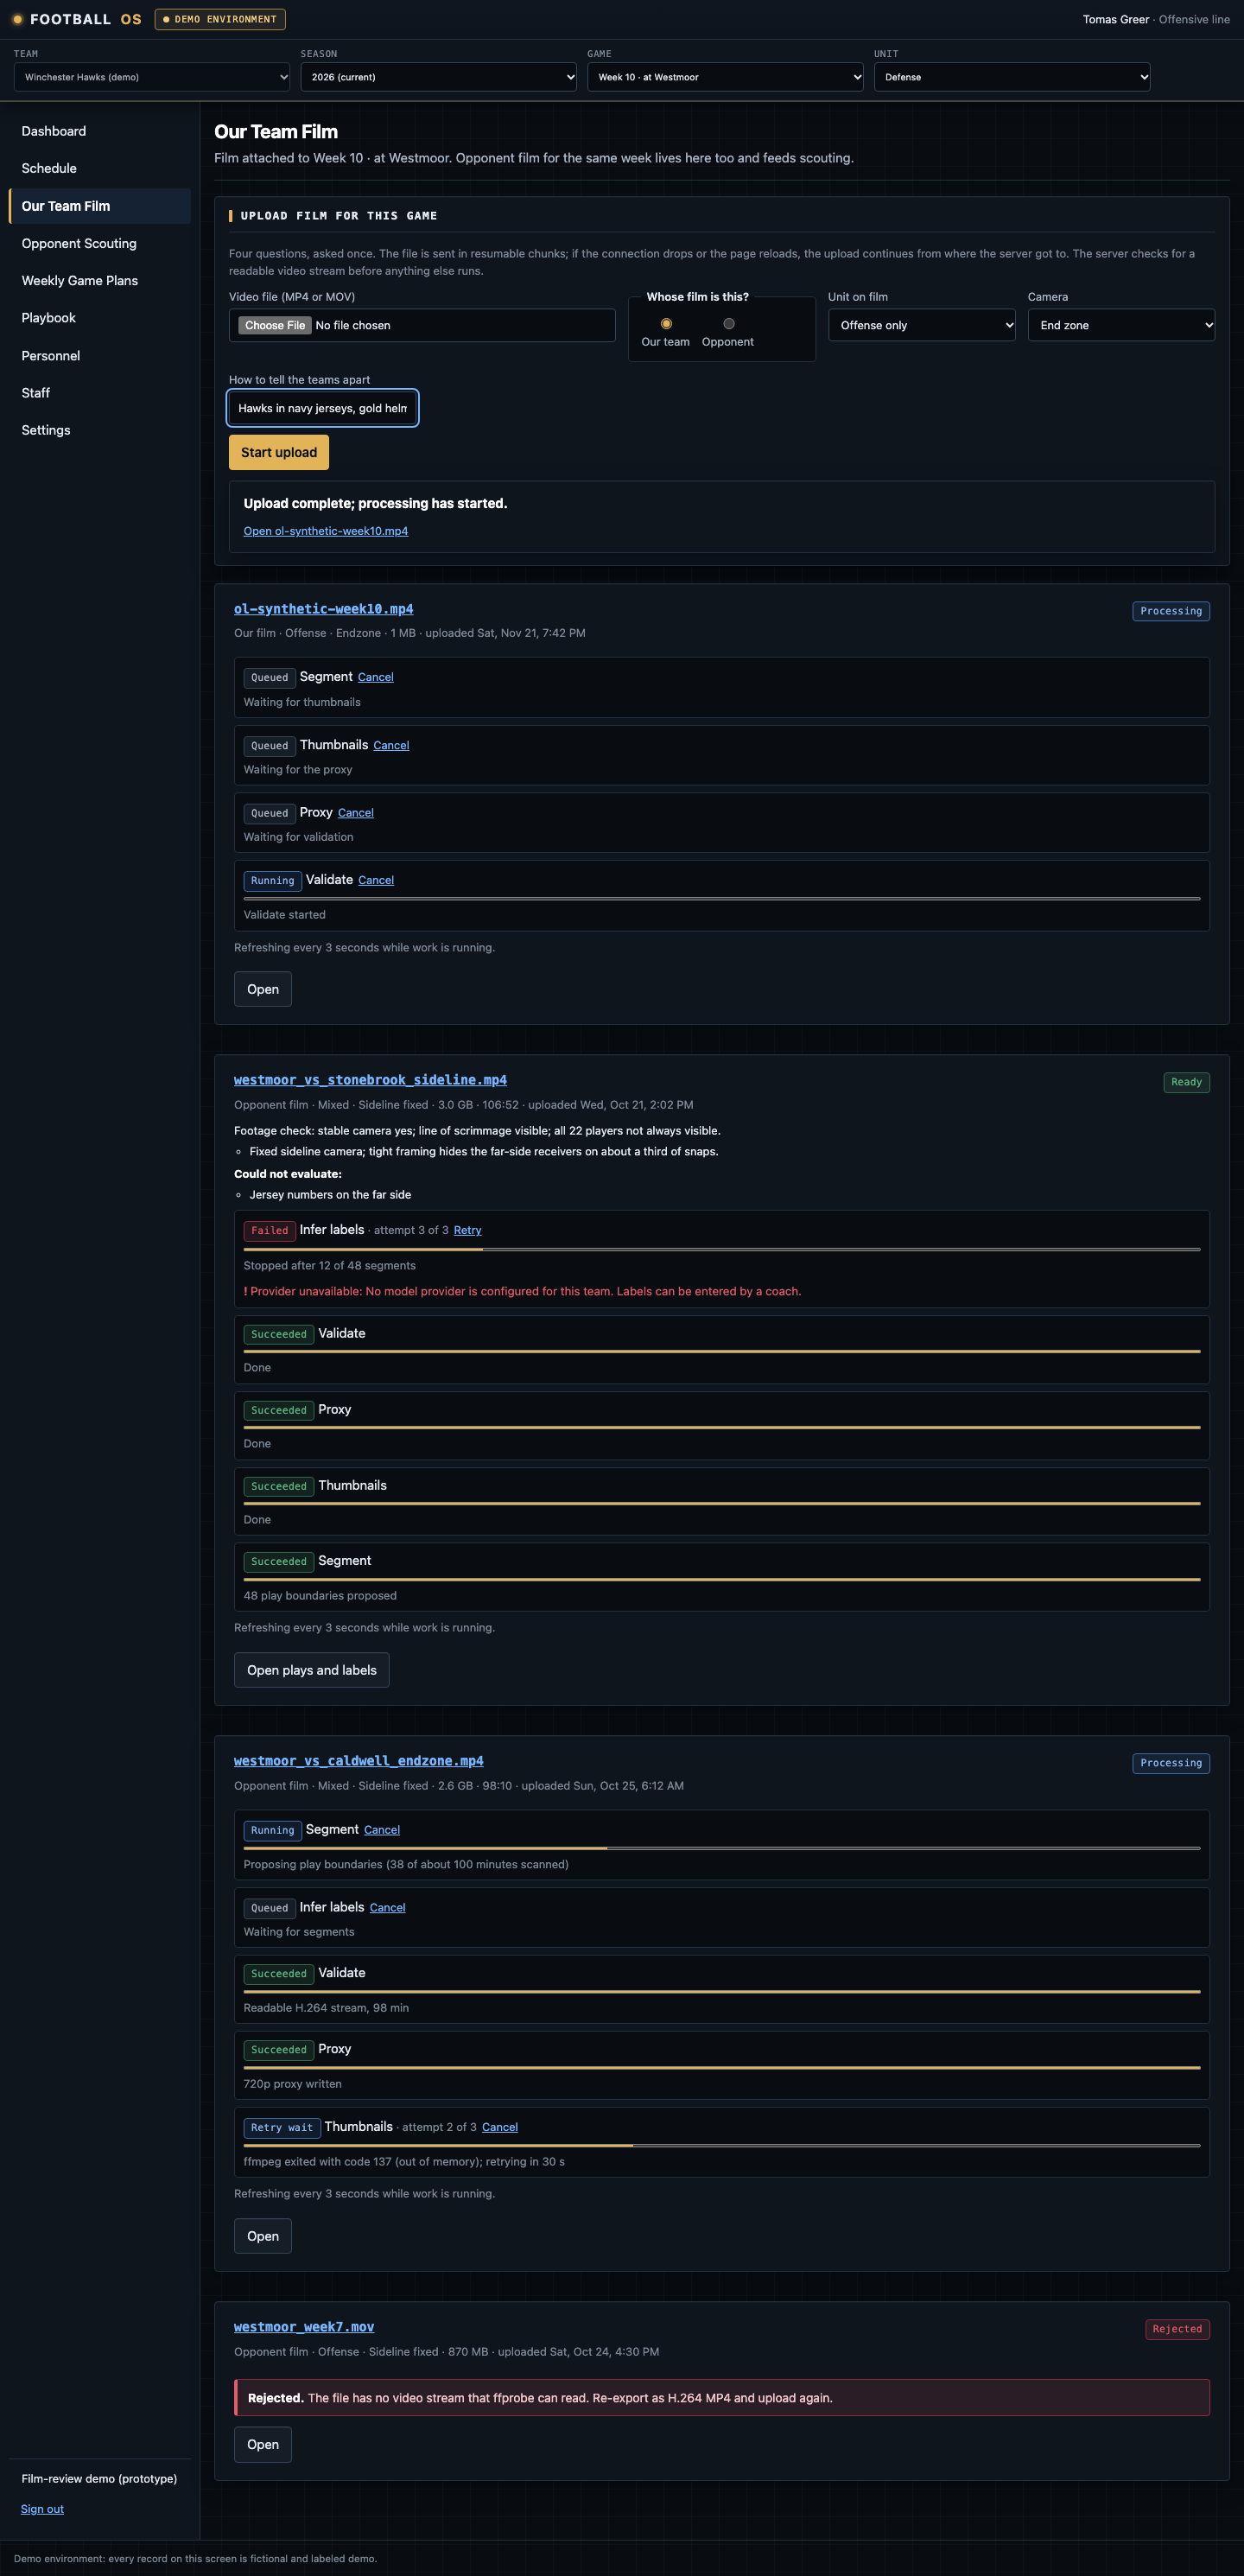 FOOTBALL OS
DEMO ENVIRONMENT
Tomas Greer · Offensive line
TEAM
Winchester Hawks (demo)
SEASON
2026 (current)
GAME
Week 10 · at Westmoor
UNIT
Defense
Dashboard
Schedule
Our Team Film
Opponent Scouting
Weekly Game Plans
Playbook
Personnel
Staff
Settings
Our Team Film
Film attached to Week 10 · at Westmoor. Opponent film for the same week lives here too and feeds scouting.
UPLOAD FILM FOR THIS GAME
Four questions, asked once. The file is sent in resumable chunks; if the connection drops or the page reloads, the upload continues from where the server got to. The server checks for a
readable video stream before anything else runs.
Video file (MP4 or MOV)
Choose File No file chosen
Whose film is this?
Our team
Opponent
Unit on film
Offense only
Camera
End zone
How to tell the teams apart
Hawks in navy jerseys, gold helm
Start upload
Upload complete; processing has started.
Open ol-synthetic-week10.mp4
ol-synthetic-week10.mp4
Processing
Our film · Offense · Endzone · 1 MB · uploaded Sat, Nov 21, 7:42 PM
Queued Segment Cancel
Waiting for thumbnails
Queued Thumbnails Cancel
Waiting for the proxy
Queued Proxy Cancel
Waiting for validation
Running Validate Cancel
Validate started
Refreshing every 3 seconds while work is running.
Open
westmoor_vs_stonebrook_sideline.mp4
Ready
Opponent film · Mixed · Sideline fixed · 3.0 GB · 106:52 · uploaded Wed, Oct 21, 2:02 PM
Footage check: stable camera yes; line of scrimmage visible; all 22 players not always visible.
Fixed sideline camera; tight framing hides the far-side receivers on about a third of snaps.
Could not evaluate:
Jersey numbers on the far side
Failed Infer labels · attempt 3 of 3 Retry
Stopped after 12 of 48 segments
! Provider unavailable: No model provider is configured for this team. Labels can be entered by a coach.
Succeeded Validate
Done
Succeeded Proxy
Done
Succeeded Thumbnails
Done
Succeeded Segment
48 play boundaries proposed
Refreshing every 3 seconds while work is running.
Open plays and labels
westmoor_vs_caldwell_endzone.mp4
Processing
Opponent film · Mixed · Sideline fixed · 2.6 GB · 98:10 · uploaded Sun, Oct 25, 6:12 AM
Running Segment Cancel
Proposing play boundaries (38 of about 100 minutes scanned)
Queued Infer labels Cancel
Waiting for segments
Succeeded Validate
Readable H.264 stream, 98 min
Succeeded Proxy
720p proxy written
Retry wait Thumbnails · attempt 2 of 3 Cancel
ffmpeg exited with code 137 (out of memory); retrying in 30 s
Refreshing every 3 seconds while work is running.
Open
westmoor_week7.mov
Rejected
Opponent film · Offense · Sideline fixed · 870 MB · uploaded Sat, Oct 24, 4:30 PM
Rejected. The file has no video stream that ffprobe can read. Re-export as H.264 MP4 and upload again.
Open
Film-review demo (prototype)
Sign out
Demo environment: every record on this screen is fictional and labeled demo.